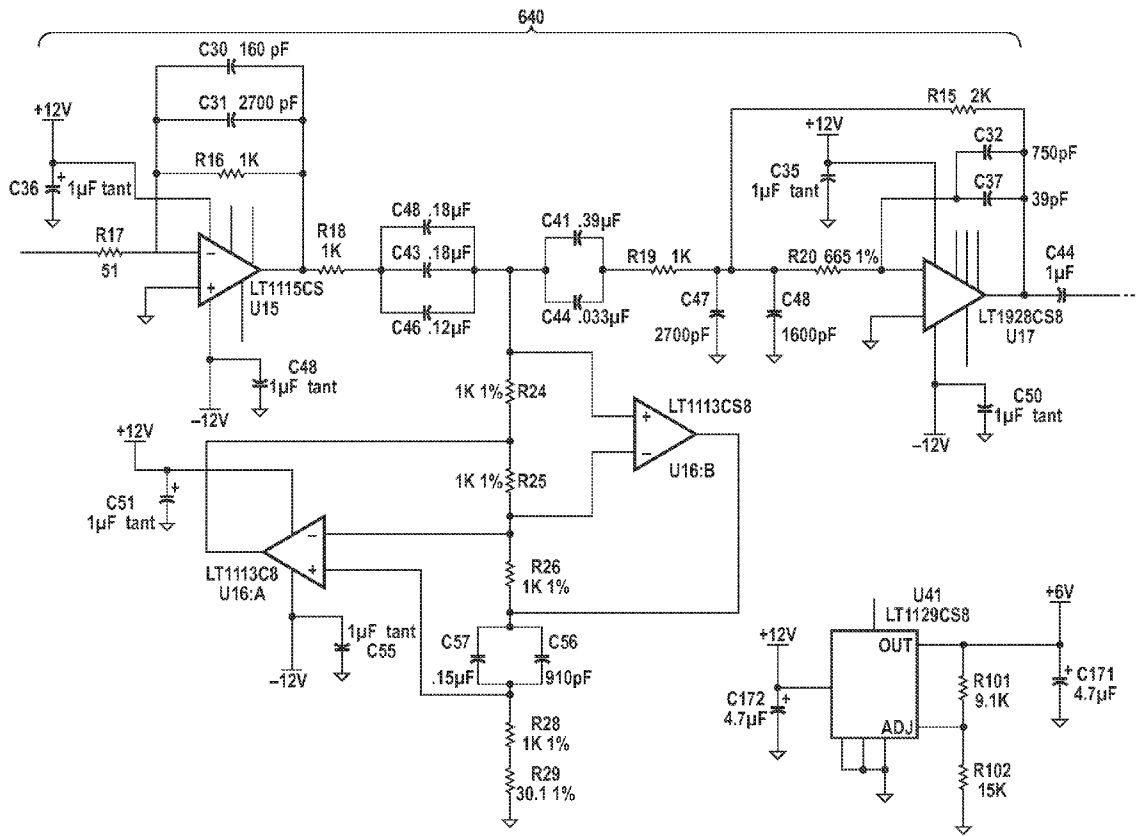 640
C30 160 pF
C31 2700 pF
R16 1K
+12V
C36 + 1µF tant
R17
51
−
+
LT1115CS
U15
R18
1K
C48 .18µF
C43 .18µF
C46 .12µF
C41 .39µF
C44 .033µF
R19 1K
C47
2700pF
C48
1600pF
R20 665 1%
R15 2K
+12V
C35
1µF tant
+
C32
750pF
C37
39pF
C44
1µF
LT1928CS8
U17
C48
1µF tant
−12V
C50
1µF tant
−12V
1K 1% R24
1K 1% R25
LT1113CS8
+
−
U16:B
+12V
C51
1µF tant
+
−
+
LT1113C8
U16:A
R26
1K 1%
1µF tant
C55
−12V
C57
.15µF
C56
910pF
R28
1K 1%
R29
30.1 1%
U41
LT1129CS8
+12V
+6V
OUT
ADJ
C172 +
4.7µF
R101
9.1K
+ C171
4.7µF
R102
15K